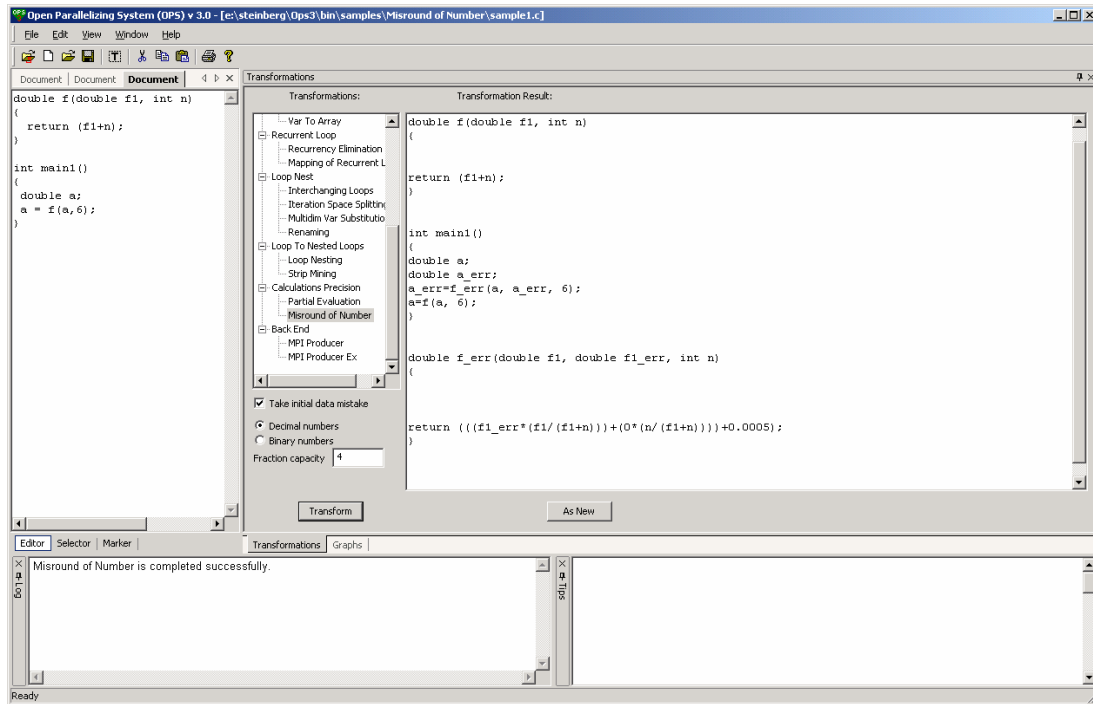 OPS Open Parallelizing System (OPS) v 3.0 - [e:\steinberg\Ops3\bin\samples\Misround of Number\sample1.c]
File Edit View Window Help
Document Document Document
double f(double f1, int n)
{
return (f1+n);
}
int main1()
{
double a;
a = f(a,6);
}
Editor Selector Marker
Transformations
Transformations:
Var To Array
Recurrent Loop
Recurrency Elimination
Mapping of Recurrent L
Loop Nest
Interchanging Loops
Iteration Space Splitting
Multidim Var Substitutio
Renaming
Loop To Nested Loops
Loop Nesting
Strip Mining
Calculations Precision
Partial Evaluation
Misround of Number
Back End
MPI Producer
MPI Producer Ex
Take initial data mistake
Decimal numbers
Binary numbers
Fraction capacity 4
Transform
Transformation Result:
double f(double f1, int n)
{
return (f1+n);
}
int main1()
{
double a;
double a_err;
a_err=f_err(a, a_err, 6);
a=f(a, 6);
}
double f_err(double f1, double f1_err, int n)
{
return (((f1_err*(f1/(f1+n)))+(0*(n/(f1+n))))+0.0005);
}
As New
Transformations Graphs
Log
Misround of Number is completed successfully.
Tips
Ready